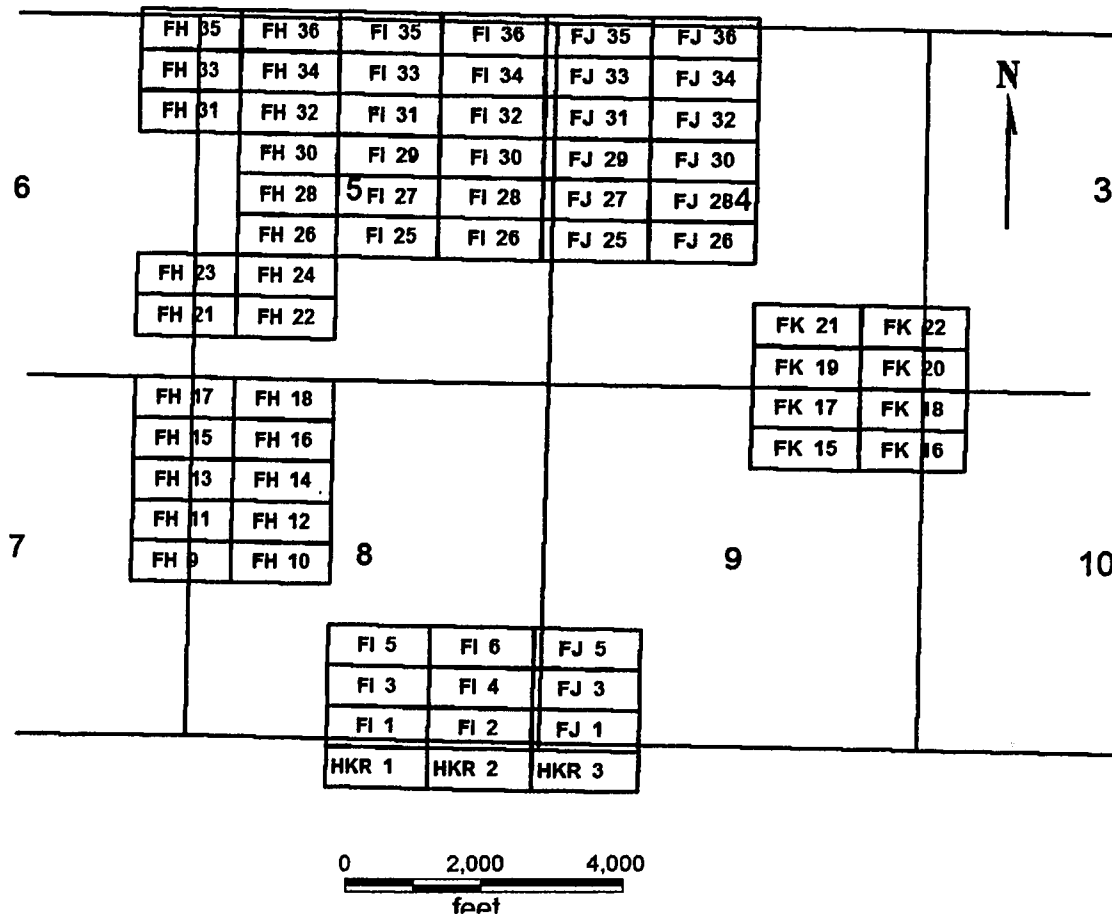 FH 35 FH 36 FI 35 FI 36 FJ 35 FJ 36
FH 33 FH 34 FI 33 FI 34 FJ 33 FJ 34 N
FH 31 FH 32 FI 31 FI 32 FJ 31 FJ 32
FH 30 FI 29 FI 30 FJ 29 FJ 30
6 FH 28 5 FI 27 FI 28 FJ 27 FJ 28 4 3
FH 26 FI 25 FI 26 FJ 25 FJ 26
FH 23 FH 24
FH 21 FH 22 FK 21 FK 22
FK 19 FK 20
FH 17 FH 18 FK 17 FK 18
FH 15 FH 16 FK 15 FK 16
FH 13 FH 14
FH 11 FH 12
7 FH 9 FH 10 8 9 10
FI 5 FI 6 FJ 5
FI 3 FI 4 FJ 3
FI 1 FI 2 FJ 1
HKR 1 HKR 2 HKR 3
0 2,000 4,000
feet